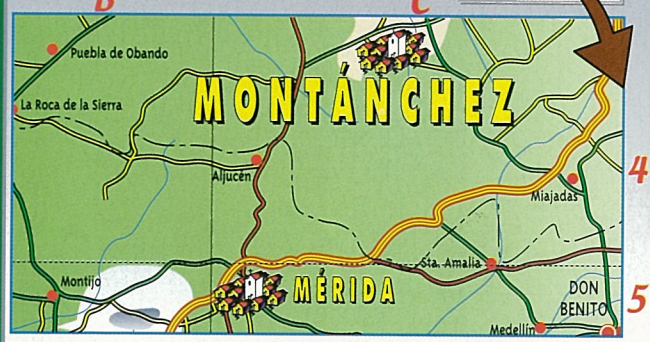 B
C
Puebla de Obando
La Roca de la Sierra
MONTÁNCHEZ
Aljucén
4
Miajadas
Sta. Amalia
Montijo
MÉRIDA
DON
BENITO
5
Medellín